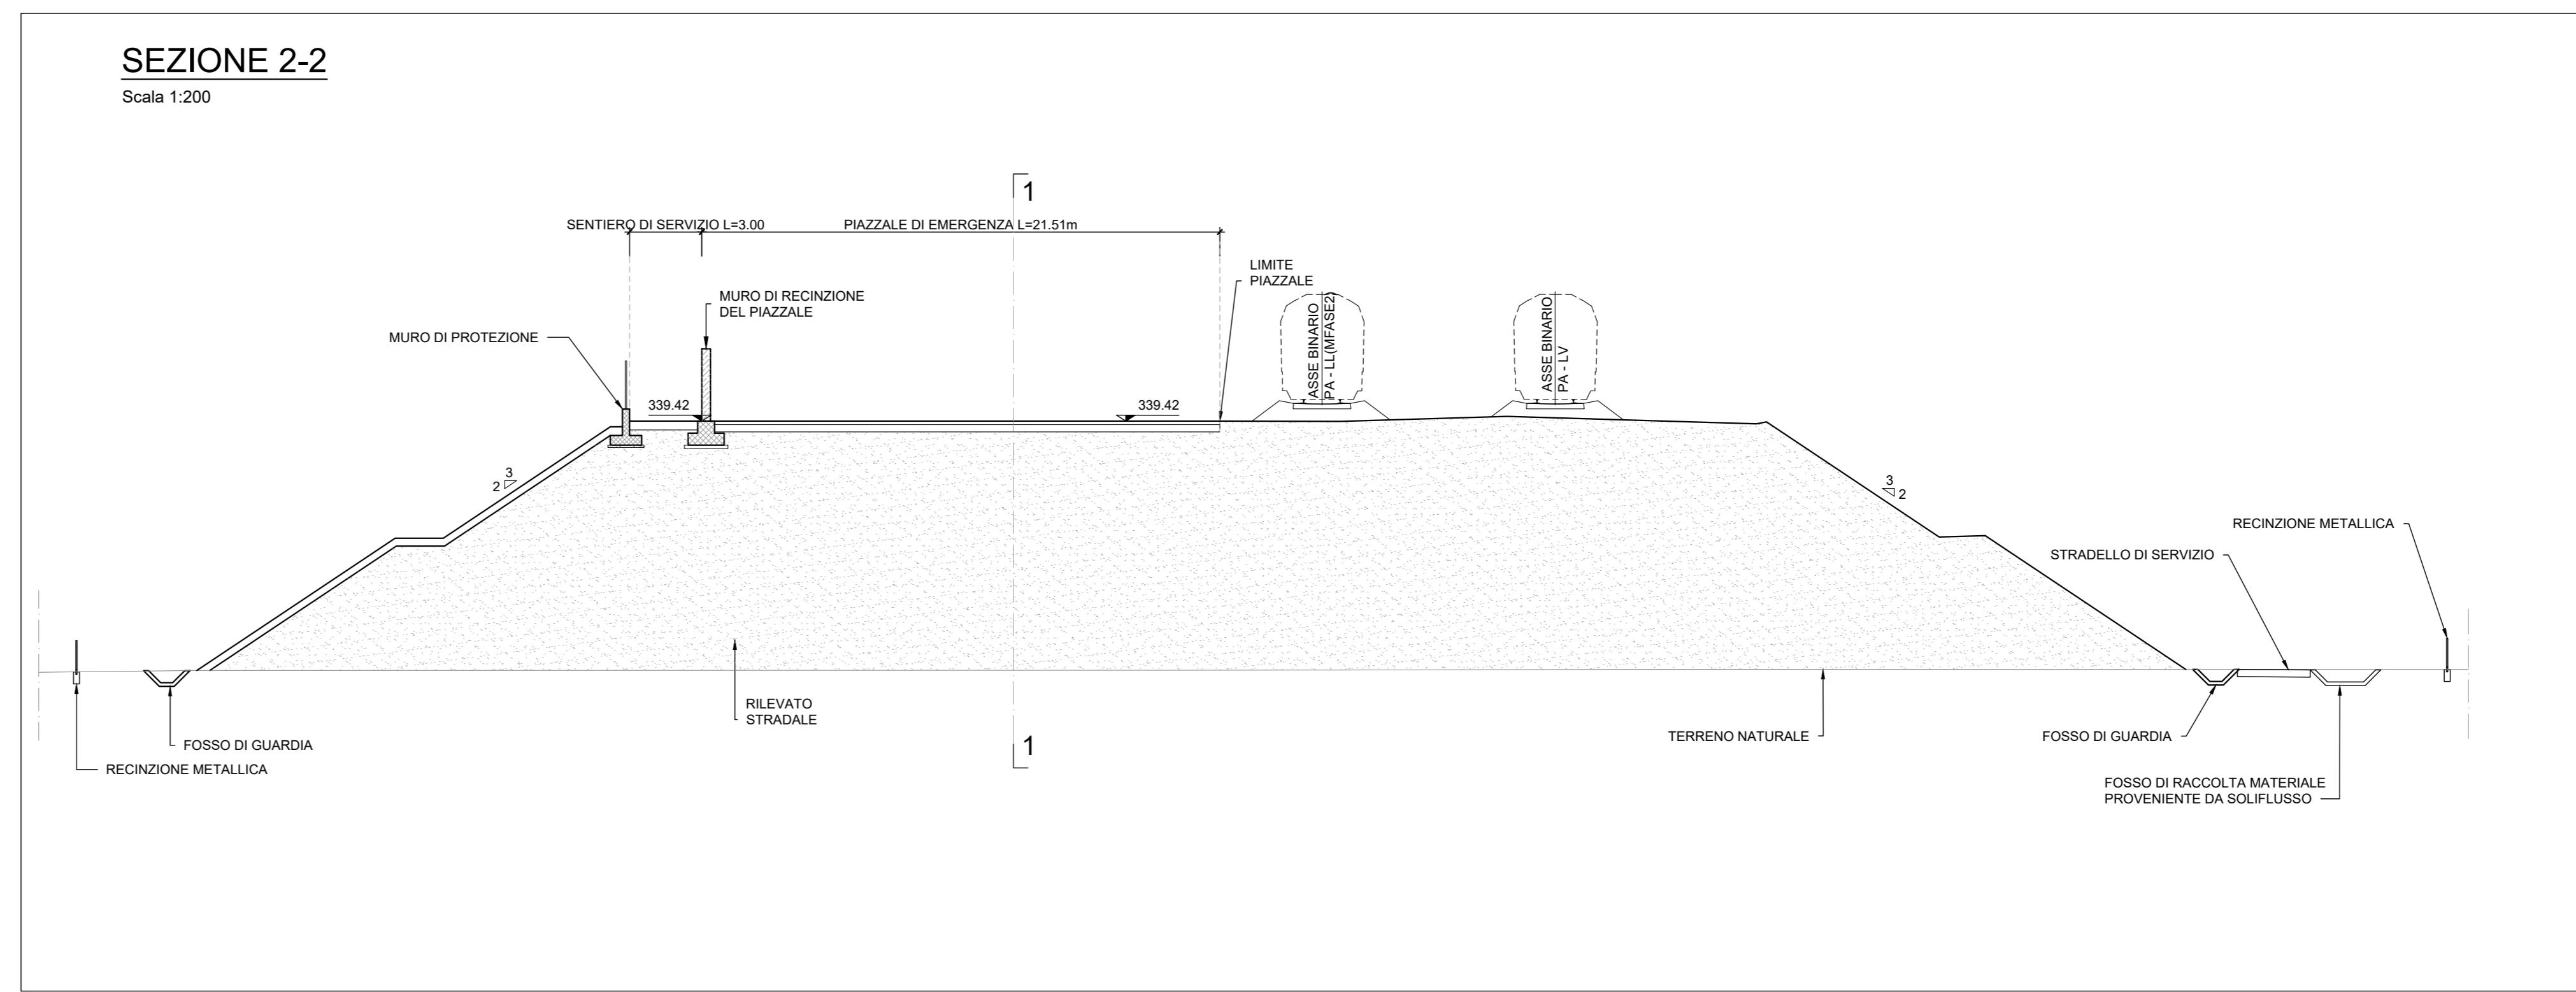 SEZIONE 2-2
Scala 1:200
1
SENTIERO DI SERVIZIO L=3.00
PIAZZALE DI EMERGENZA L=21.51m
LIMITE
PIAZZALE
MURO DI RECINZIONE
DEL PIAZZALE
MURO DI PROTEZIONE
ASSE BINARIO
PA - LL(MFASE2)
ASSE BINARIO
PA - LV
339.42
339.42
3
2
3
2
RECINZIONE METALLICA
STRADELLO DI SERVIZIO
RILEVATO
STRADALE
1
TERRENO NATURALE
FOSSO DI GUARDIA
FOSSO DI GUARDIA
RECINZIONE METALLICA
FOSSO DI RACCOLTA MATERIALE
PROVENIENTE DA SOLIFLUSSO